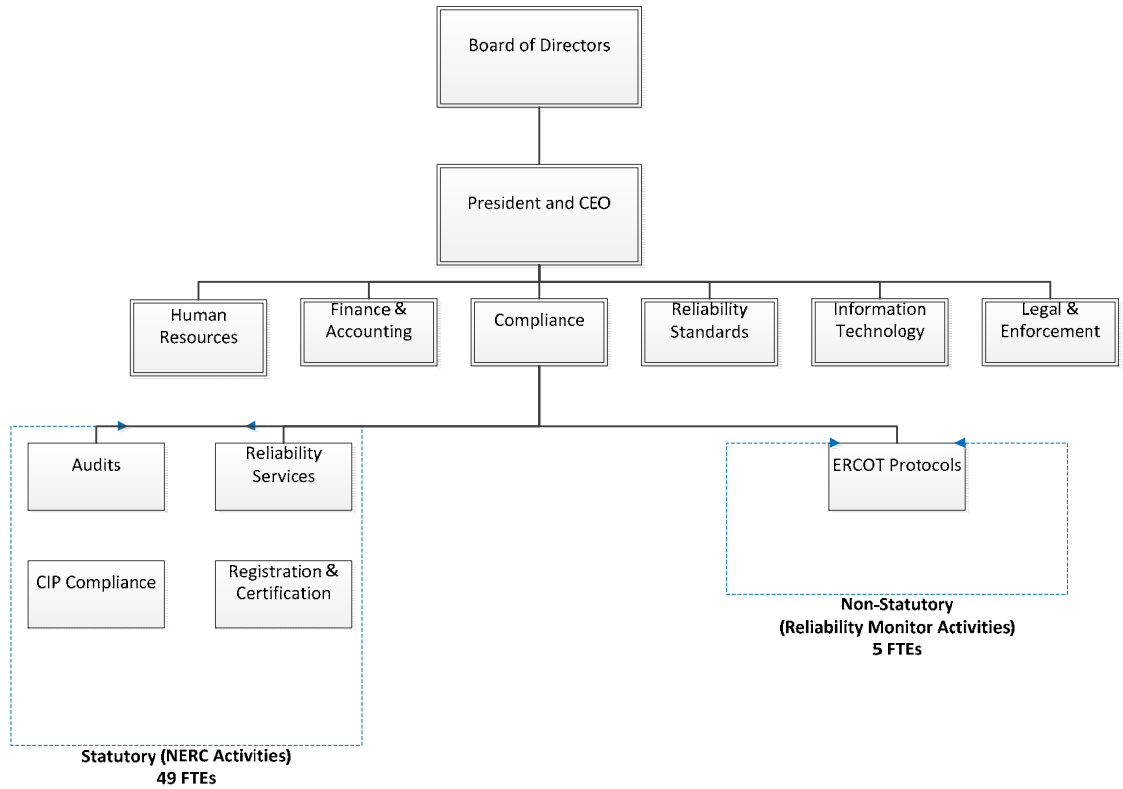 Board of Directors
President and CEO
Human
Resources
Finance &
Accounting
Compliance
Reliability
Standards
Information
Technology
Legal &
Enforcement
Audits
Reliability
Services
ERCOT Protocols
CIP Compliance
Registration &
Certification
Non-Statutory
(Reliability Monitor Activities)
5 FTEs
Statutory (NERC Activities)
49 FTEs